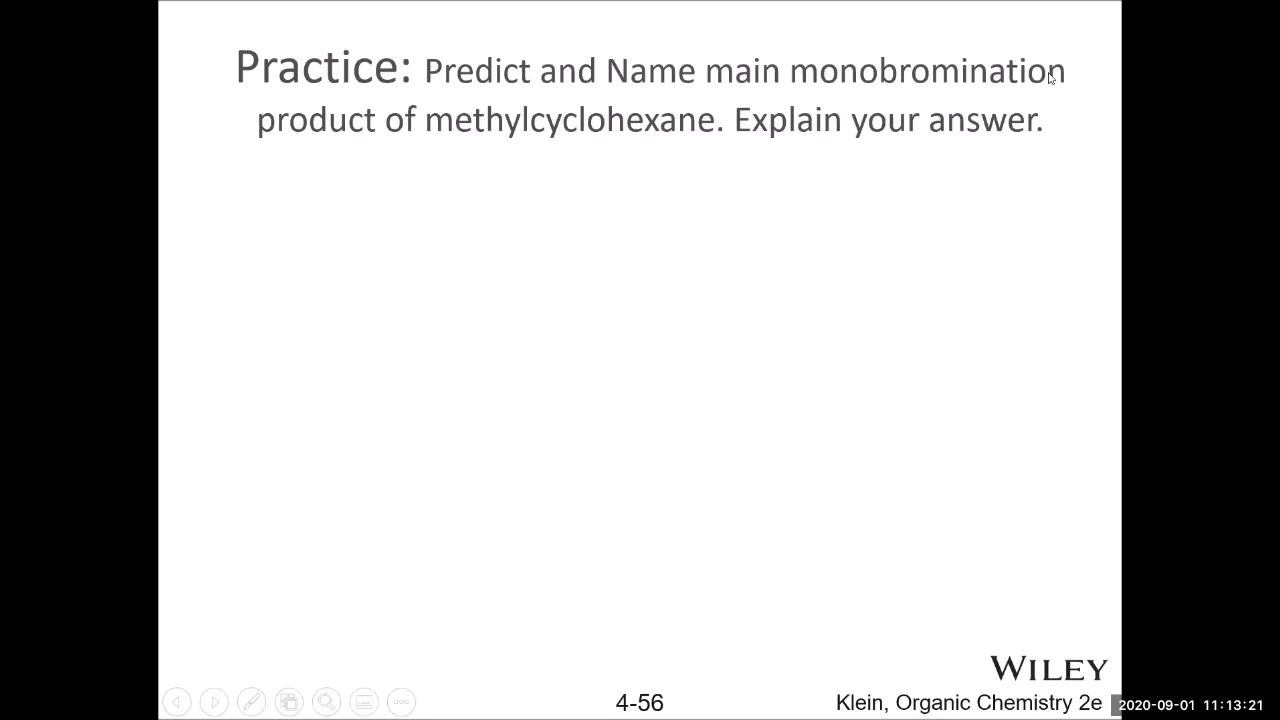 Practice: Predict and Name main monobromination
product of methylcyclohexane. Explain your answer.
WILEY
4-56
Klein, Organic Chemistry 2e
2020-09-01 11:13:21